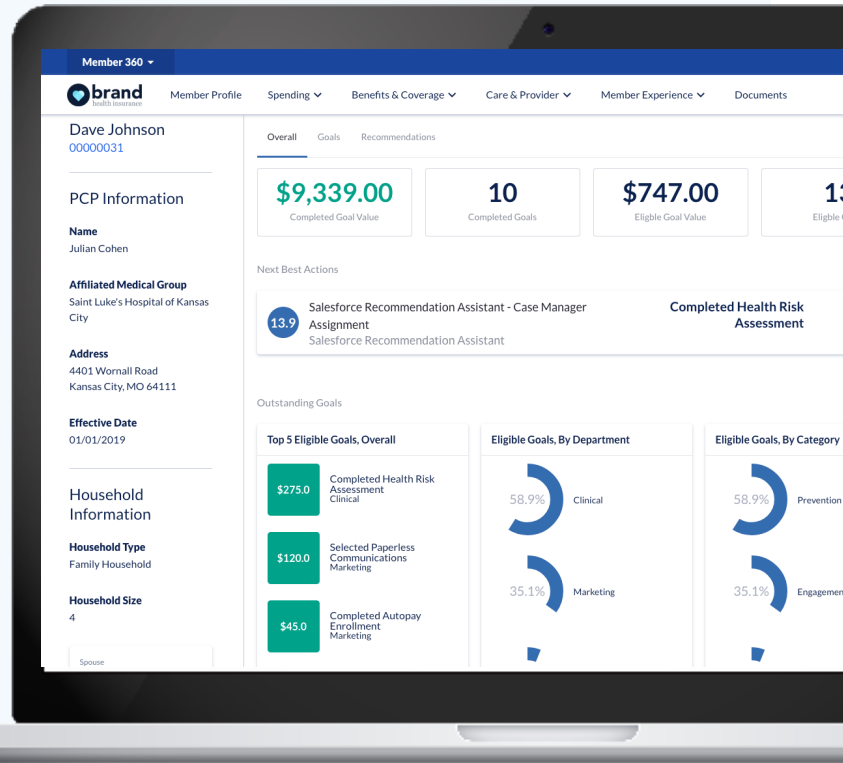 Member 360
brand
health insurance
Member Profile
Spending
Benefits & Coverage
Care & Provider
Member Experience
Documents
Dave Johnson
00000031
PCP Information
Name
Julian Cohen
Affiliated Medical Group
Saint Luke's Hospital of Kansas
City
Address
4401 Wornall Road
Kansas City, MO 64111
Effective Date
01/01/2019
Household
Information
Household Type
Family Household
Household Size
4
Spouse
Overall
Goals
Recommendations
$9,339.00
Completed Goal Value
10
Completed Goals
$747.00
Eligble Goal Value
Eligble
Next Best Actions
13.9
Salesforce Recommendation Assistant - Case Manager
Assignment
Salesforce Recommendation Assistant
Completed Health Risk
Assessment
Outstanding Goals
Top 5 Eligible Goals, Overall
$275.0
Completed Health Risk
Assessment
Clinical
$120.0
Selected Paperless
Communications
Marketing
$45.0
Completed Autopay
Enrollment
Marketing
Eligible Goals, By Department
58.9%
Clinical
35.1%
Marketing
Eligible Goals, By Category
58.9%
Prevention
35.1%
Engagemen